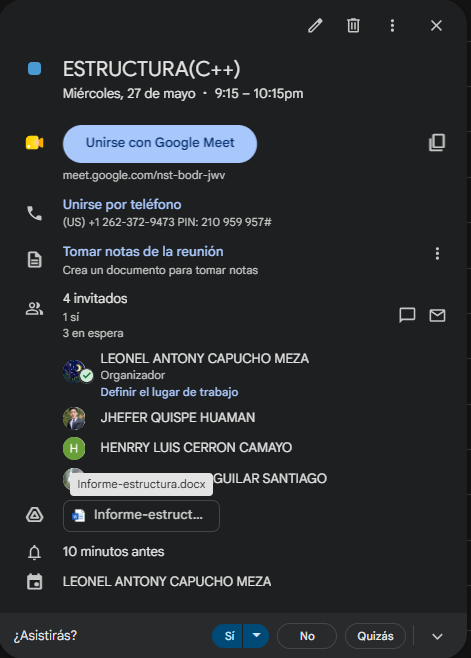 ESTRUCTURA(C++)
Miércoles, 27 de mayo · 9:15 – 10:15pm
Unirse con Google Meet
meet.google.com/nst-bodr-jwv
Unirse por teléfono
(US) +1 262-372-9473 PIN: 210 959 957#
Tomar notas de la reunión
Crea un documento para tomar notas
4 invitados
1 sí
3 en espera
LEONEL ANTONY CAPUCHO MEZA
Organizador
Definir el lugar de trabajo
JHEFER QUISPE HUAMAN
H
HENRRY LUIS CERRON CAMAYO
SANTIAGO
Informe-estructura.docx
Informe-estruct...
10 minutos antes
LEONEL ANTONY CAPUCHO MEZA
¿Asistirás?
Sí
No
Quizás